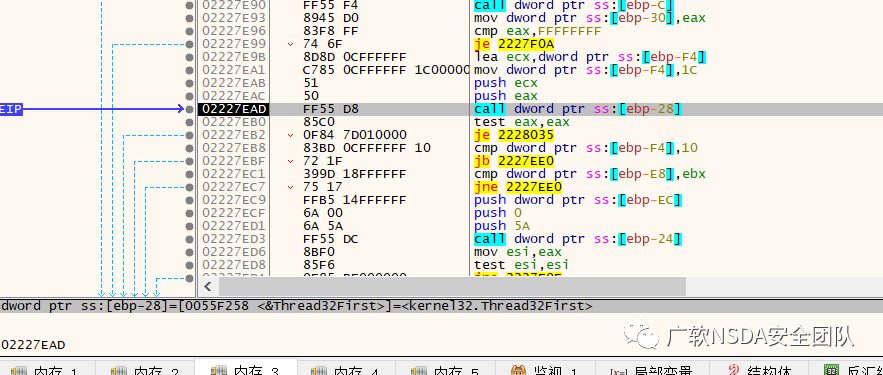 02227E90 FF55 F4 call dword ptr ss:[ebp-C]
02227E93 8945 D0 mov dword ptr ss:[ebp-30],eax
02227E96 83F8 FF cmp eax,FFFFFFFF
02227E99 74 6F je 2227F0A
02227E9B 8D8D 0CFFFFFF lea ecx,dword ptr ss:[ebp-F4]
02227EA1 C785 0CFFFFFF 1C00000 mov dword ptr ss:[ebp-F4],1C
02227EAB 51 push ecx
02227EAC 50 push eax
EIP 02227EAD FF55 D8 call dword ptr ss:[ebp-28]
02227EB0 85C0 test eax,eax
02227EB2 0F84 7D010000 je 2228035
02227EB8 83BD 0CFFFFFF 10 cmp dword ptr ss:[ebp-F4],10
02227EBF 72 1F jb 2227EE0
02227EC1 399D 18FFFFFF cmp dword ptr ss:[ebp-E8],ebx
02227EC7 75 17 jne 2227EE0
02227EC9 FFB5 14FFFFFF push dword ptr ss:[ebp-EC]
02227ECF 6A 00 push 0
02227ED1 6A 5A push 5A
02227ED3 FF55 DC call dword ptr ss:[ebp-24]
02227ED6 8BF0 mov esi,eax
02227ED8 85F6 test esi,esi
dword ptr ss:[ebp-28]=[0055F258 <&Thread32First>]=<kernel32.Thread32First>
广软NSDA安全团队
02227EAD
内存 1 内存 2 内存 3 内存 4 内存 5 监视 1 [x=] 局部变量 结构体 反汇